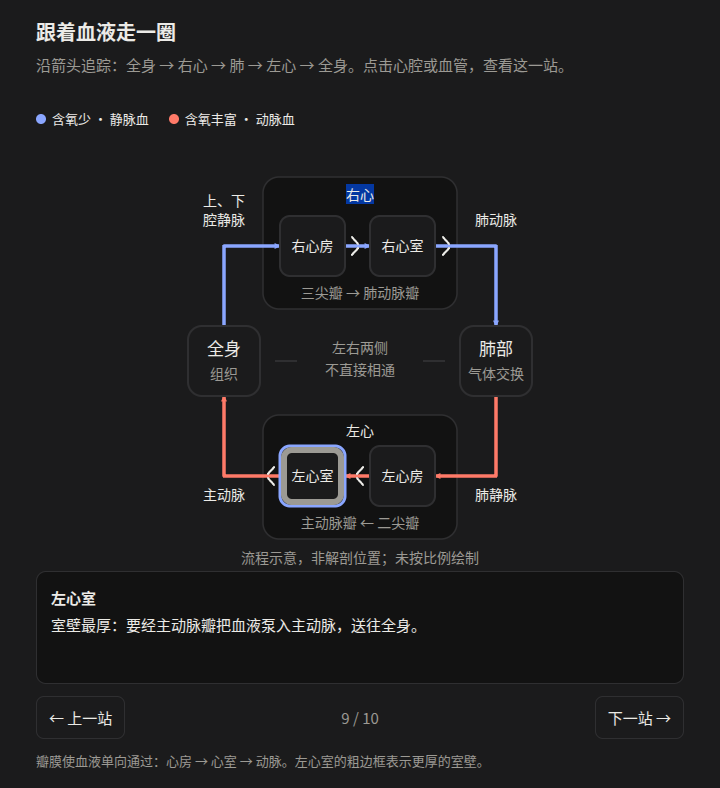 跟着血液走一圈
沿箭头追踪：全身 → 右心 → 肺 → 左心 → 全身。点击心腔或血管，查看这一站。
含氧少 · 静脉血
含氧丰富 · 动脉血
右心
上、下
腔静脉
肺动脉
右心房
右心室
三尖瓣 → 肺动脉瓣
全身
组织
左右两侧
不直接相通
肺部
气体交换
左心
左心室
左心房
主动脉
肺静脉
主动脉瓣 ← 二尖瓣
流程示意，非解剖位置；未按比例绘制
左心室
室壁最厚：要经主动脉瓣把血液泵入主动脉，送往全身。
← 上一站
9 / 10
下一站 →
瓣膜使血液单向通过：心房 → 心室 → 动脉。左心室的粗边框表示更厚的室壁。